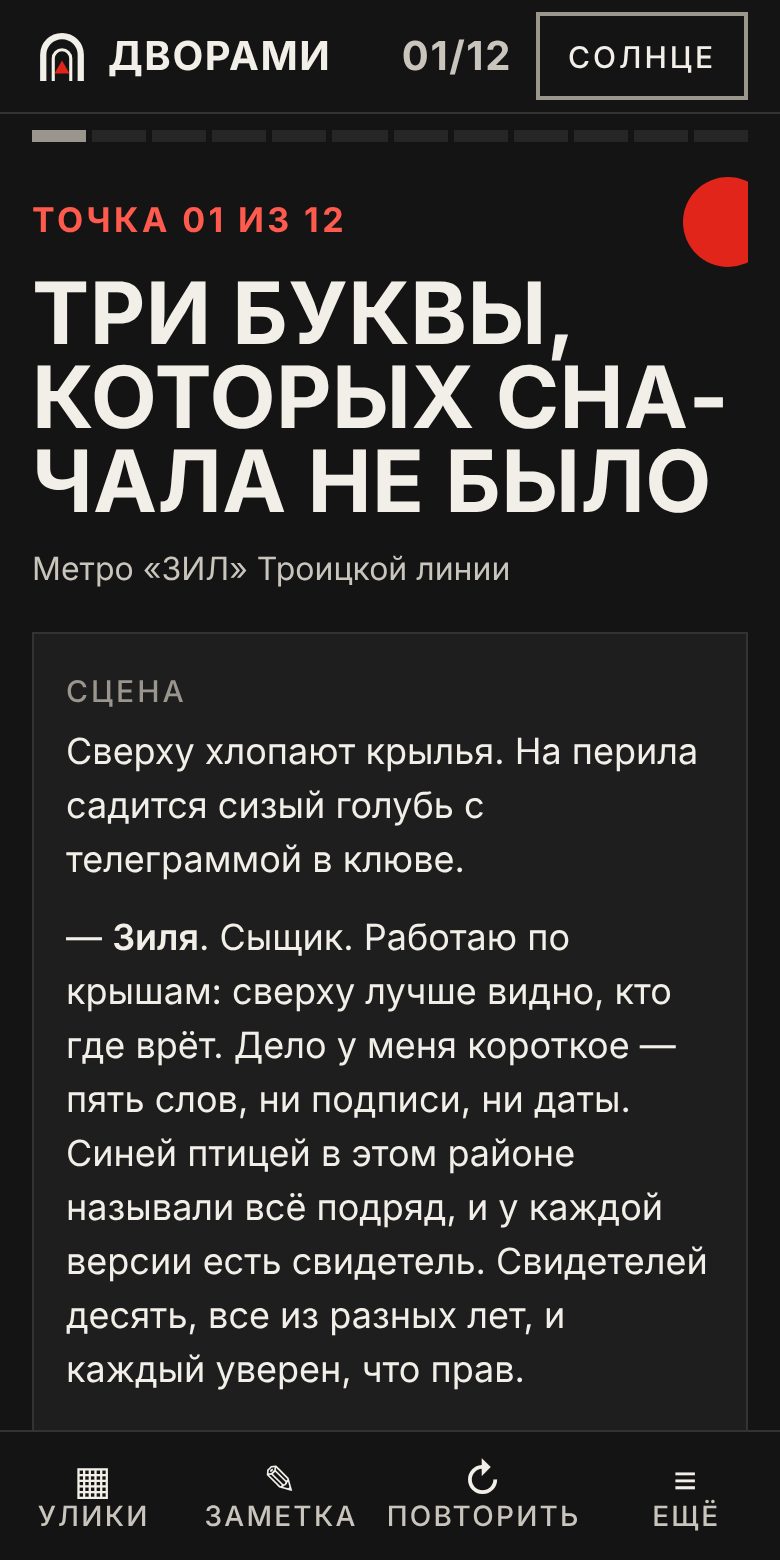 ДВОРАМИ
01/12
СОЛНЦЕ
ТОЧКА 01 ИЗ 12
ТРИ БУКВЫ,
КОТОРЫХ СНА-
ЧАЛА НЕ БЫЛО
Метро «ЗИЛ» Троицкой линии
СЦЕНА
Сверху хлопают крылья. На перила
садится сизый голубь с
телеграммой в клюве.
— Зиля. Сыщик. Работаю по
крышам: сверху лучше видно, кто
где врёт. Дело у меня короткое —
пять слов, ни подписи, ни даты.
Синей птицей в этом районе
называли всё подряд, и у каждой
версии есть свидетель. Свидетелей
десять, все из разных лет, и
каждый уверен, что прав.
УЛИКИ
ЗАМЕТКА
ПОВТОРИТЬ
ЕЩЁ